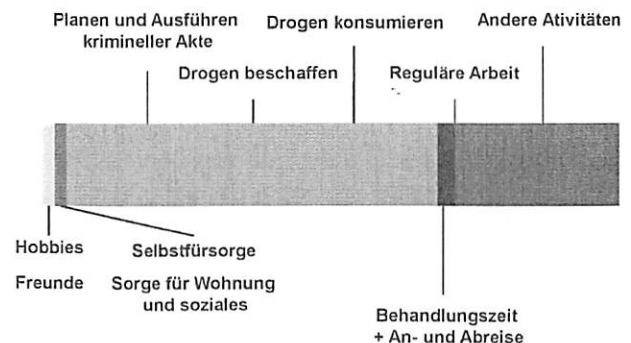 Planen und Ausführen
krimineller Akte
Drogen konsumieren
Andere Ativitäten
Drogen beschaffen
Reguläre Arbeit
Hobbies
Freunde
Selbstfürsorge
Sorge für Wohnung
und soziales
Behandlungszeit
+ An- und Abreise